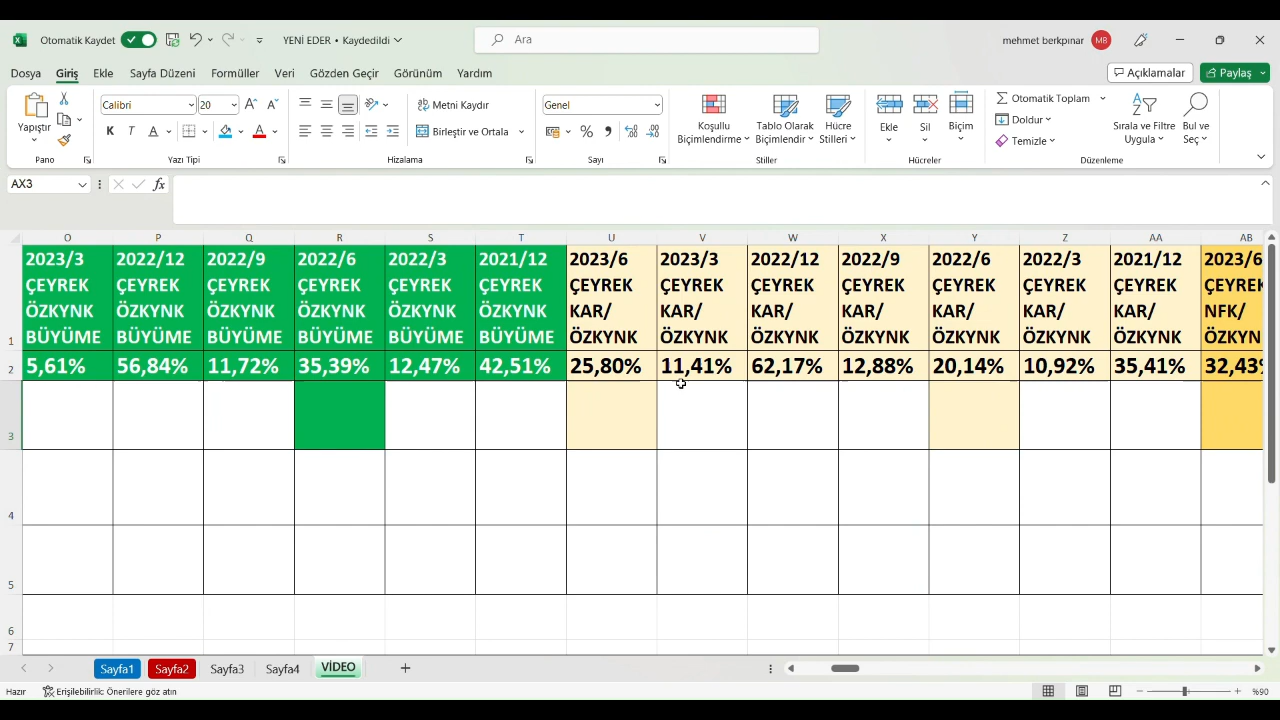 Otomatik Kaydet YENİ EDER • Kaydedildi Ara mehmet berkpınar MB
Dosya Giriş Ekle Sayfa Düzeni Formüller Veri Gözden Geçir Görünüm Yardım Açıklamalar Paylaş
Yapıştır Calibri 20 A A K T A A Metni Kaydır Birleştir ve Ortala Genel % Koşullu Biçimlendirme Tablo Olarak Biçimlendir Hücre Stilleri Ekle Sil Biçim Otomatik Toplam Doldur Temizle Sırala ve Filtre Uygula Bul ve Seç
Pano Yazı Tipi Hizalama Sayı Stiller Hücreler Düzenleme
AX3 fx
O P Q R S T U V W X Y Z AA AB
2023/3 2022/12 2022/9 2022/6 2022/3 2021/12 2023/6 2023/3 2022/12 2022/9 2022/6 2022/3 2021/12 2023/6
ÇEYREK ÇEYREK ÇEYREK ÇEYREK ÇEYREK ÇEYREK ÇEYREK ÇEYREK ÇEYREK ÇEYREK ÇEYREK ÇEYREK ÇEYREK ÇEYREK
ÖZKYNK ÖZKYNK ÖZKYNK ÖZKYNK ÖZKYNK ÖZKYNK KAR/ KAR/ KAR/ KAR/ KAR/ KAR/ KAR/ NFK/
1 BÜYÜME BÜYÜME BÜYÜME BÜYÜME BÜYÜME BÜYÜME ÖZKYNK ÖZKYNK ÖZKYNK ÖZKYNK ÖZKYNK ÖZKYNK ÖZKYNK ÖZKYN
2 5,61% 56,84% 11,72% 35,39% 12,47% 42,51% 25,80% 11,41% 62,17% 12,88% 20,14% 10,92% 35,41% 32,43%
3
4
5
6
7
Sayfa1 Sayfa2 Sayfa3 Sayfa4 VİDEO
Hazır Erişilebilirlik: Önerilere göz atın %90